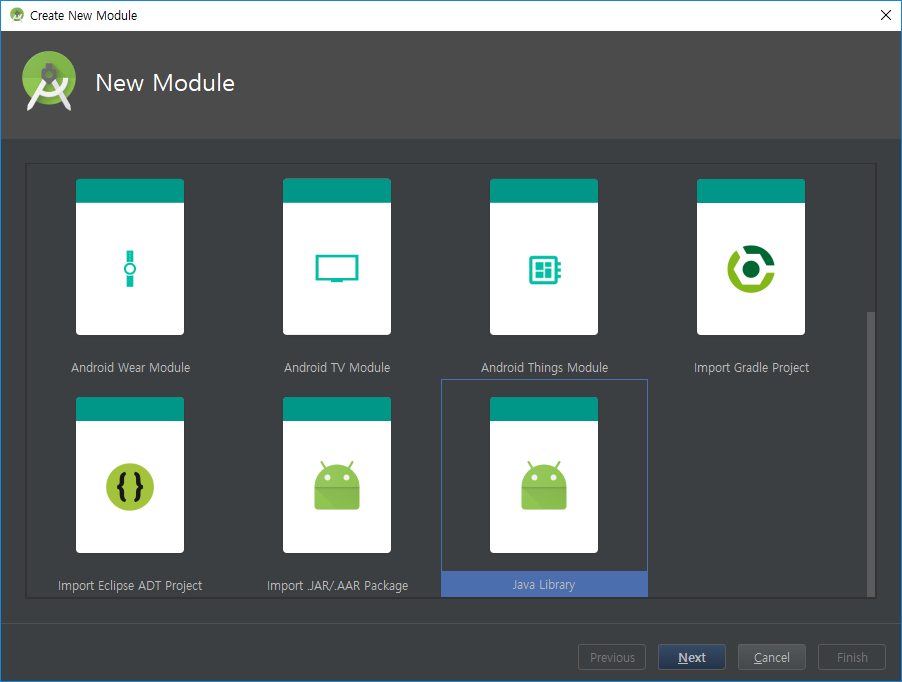 Create New Module
New Module
Android Wear Module
Android TV Module
Android Things Module
Import Gradle Project
Import Eclipse ADT Project
Import .JAR/.AAR Package
Java Library
Previous
Next
Cancel
Finish